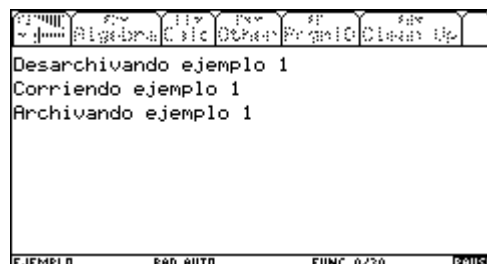 Algebra Calc Other PrgmIO Clean Up
Desarchivando ejemplo 1
Corriendo ejemplo 1
Archivando ejemplo 1
EJEMPLO RAD AUTO FUNC 0/30